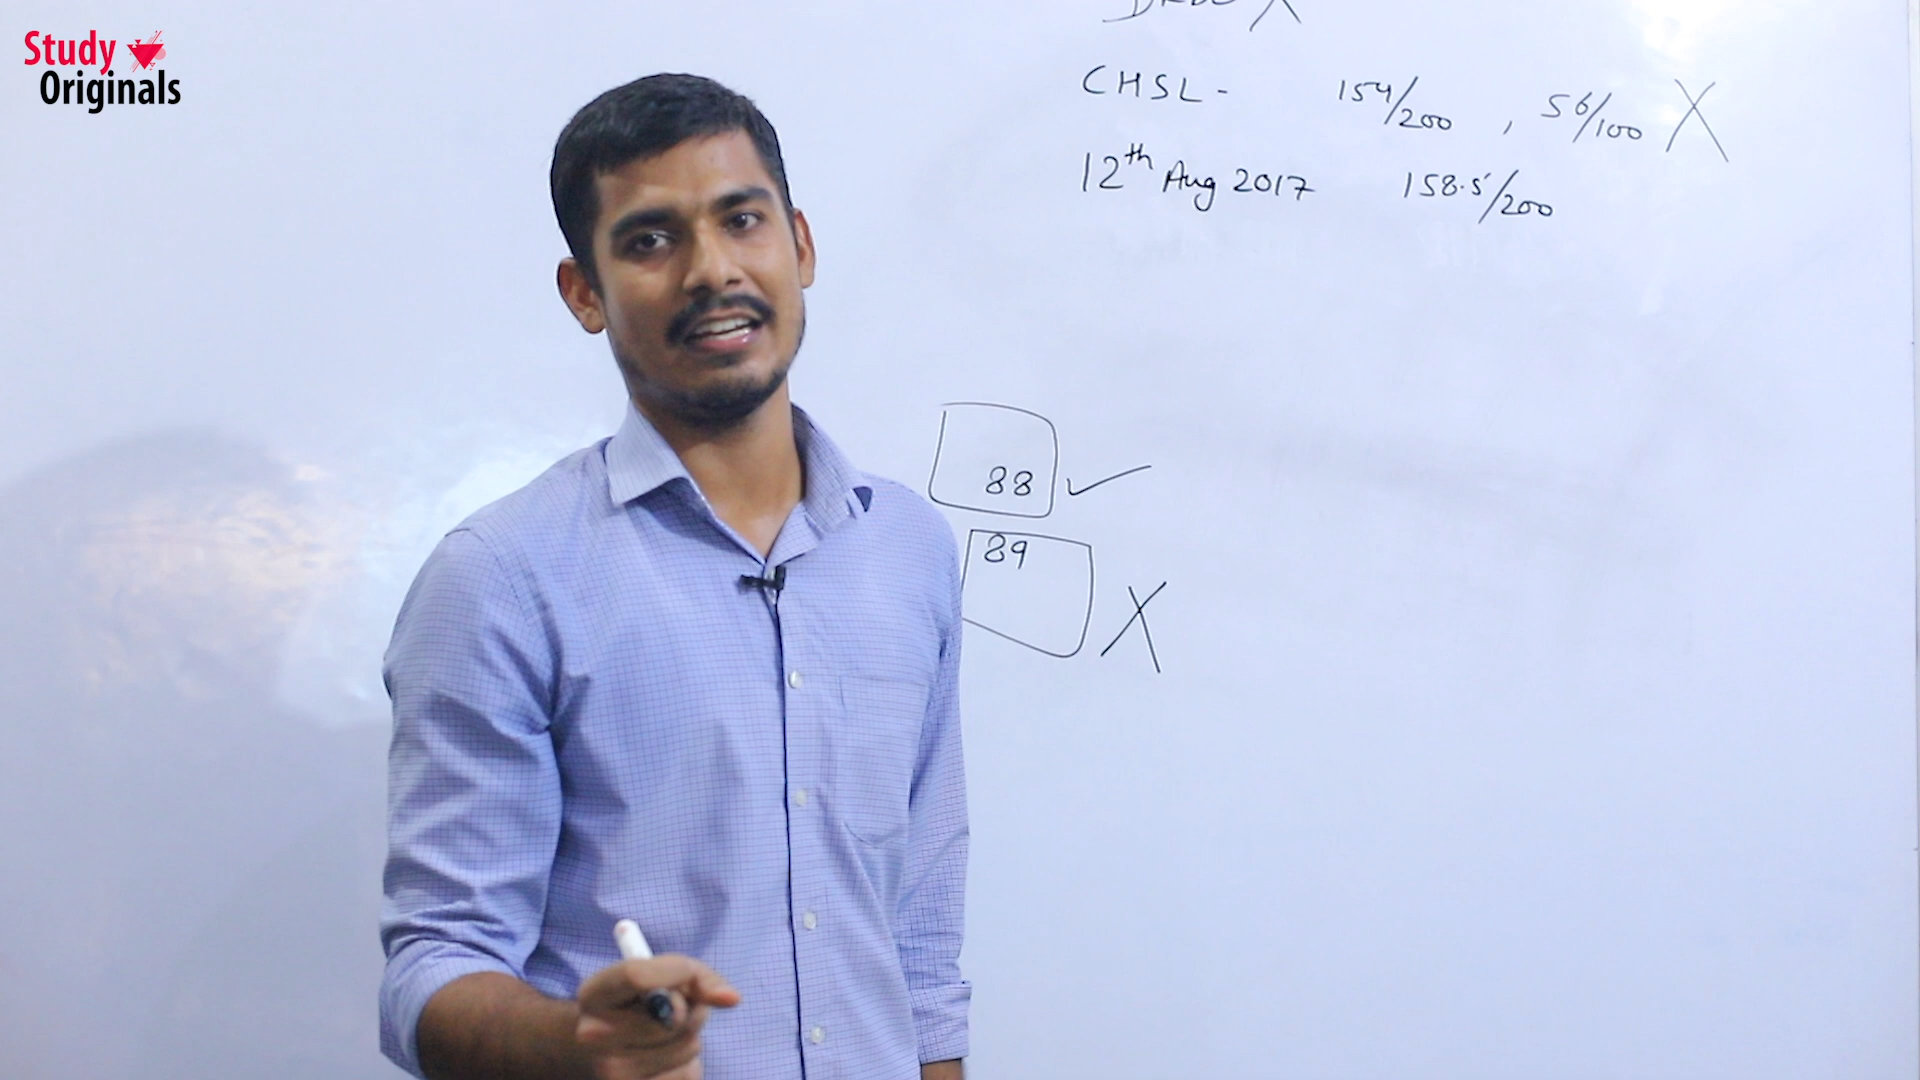 Study
Originals
CHSL - 154/200 , 56/100 X
12th Aug 2017 158.5/200
88 ✓
89
X